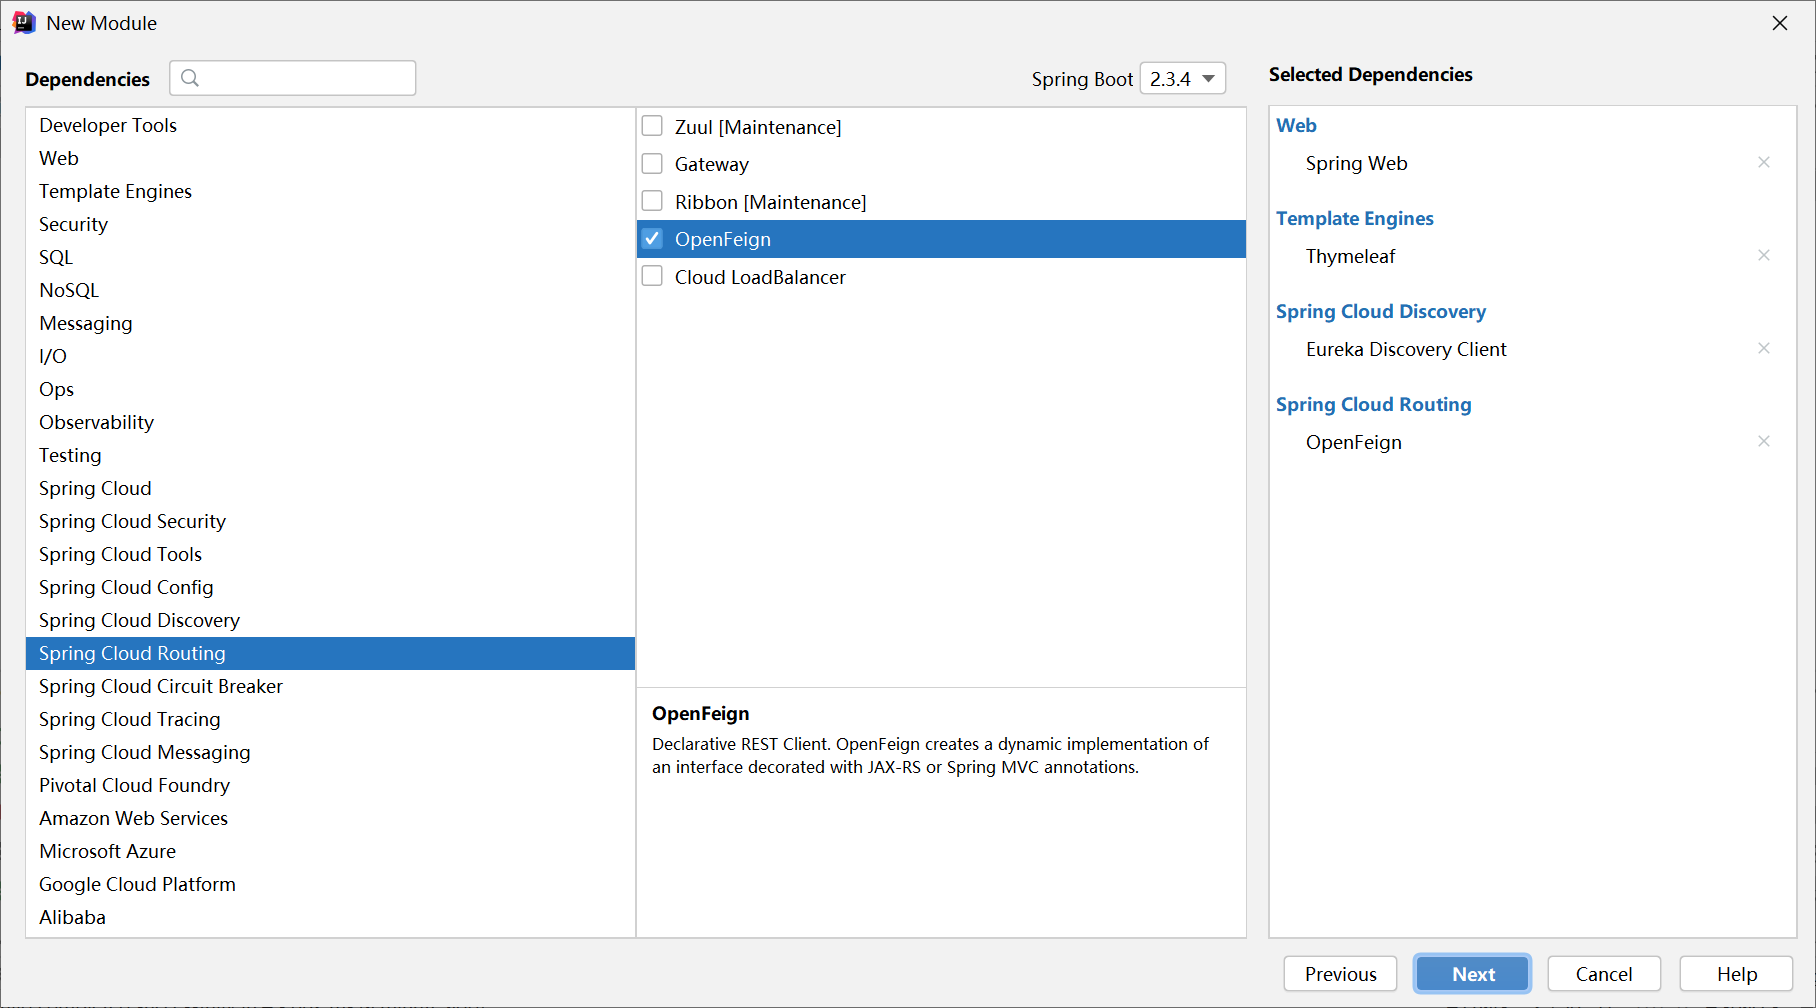 New Module
Dependencies
Spring Boot 2.3.4
Developer Tools
Web
Template Engines
Security
SQL
NoSQL
Messaging
I/O
Ops
Observability
Testing
Spring Cloud
Spring Cloud Security
Spring Cloud Tools
Spring Cloud Config
Spring Cloud Discovery
Spring Cloud Routing
Spring Cloud Circuit Breaker
Spring Cloud Tracing
Spring Cloud Messaging
Pivotal Cloud Foundry
Amazon Web Services
Microsoft Azure
Google Cloud Platform
Alibaba
Zuul [Maintenance]
Gateway
Ribbon [Maintenance]
OpenFeign
Cloud LoadBalancer
OpenFeign
Declarative REST Client. OpenFeign creates a dynamic implementation of
an interface decorated with JAX-RS or Spring MVC annotations.
Selected Dependencies
Web
Spring Web
Template Engines
Thymeleaf
Spring Cloud Discovery
Eureka Discovery Client
Spring Cloud Routing
OpenFeign
Previous
Next
Cancel
Help